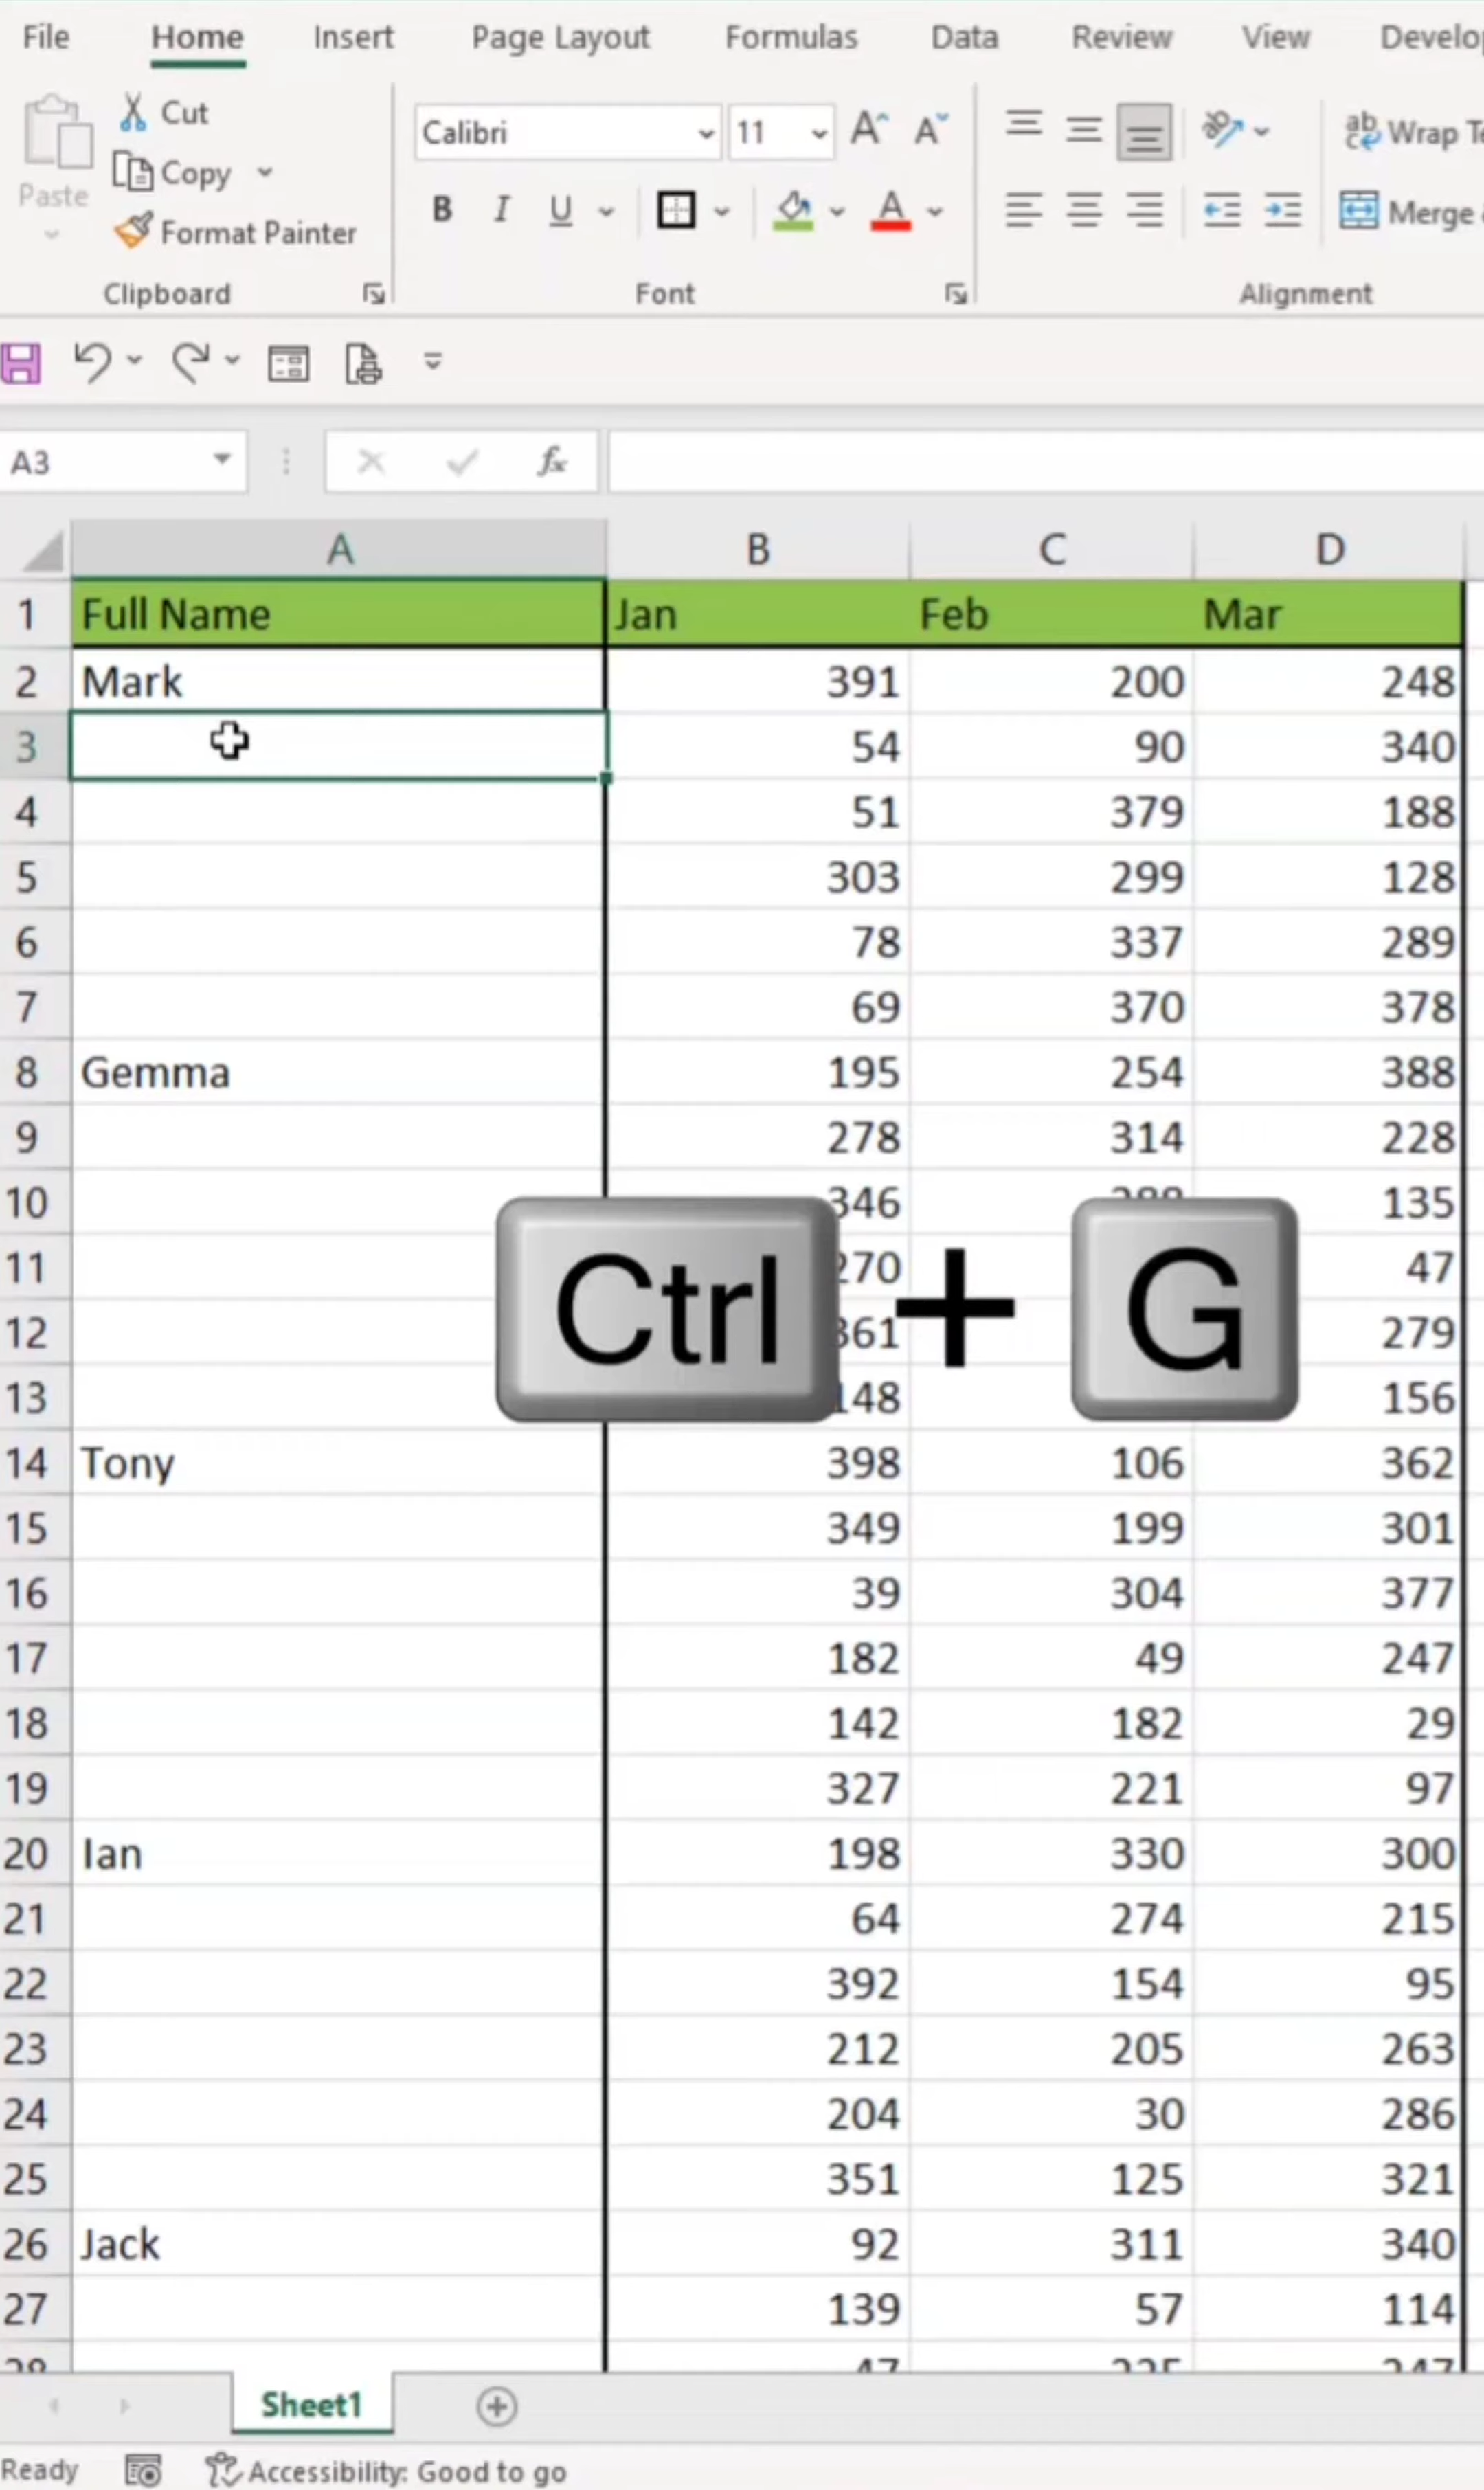 File Home Insert Page Layout Formulas Data Review View
Cut
Calibri 11 Wrap
Copy
Paste
B I U A Merge
Format Painter
Clipboard Font Alignment
A3 fx
A B C D
1 Full Name Jan Feb Mar
2 Mark 391 200 248
3 54 90 340
4 51 379 188
5 303 299 128
6 78 337 289
7 69 370 378
8 Gemma 195 254 388
9 278 314 228
10 346 135
11 47
12 279
13 156
Ctrl + G
14 Tony 398 106 362
15 349 199 301
16 39 304 377
17 182 49 247
18 142 182 29
19 327 221 97
20 Ian 198 330 300
21 64 274 215
22 392 154 95
23 212 205 263
24 204 30 286
25 351 125 321
26 Jack 92 311 340
27 139 57 114
Sheet1
Ready Accessibility: Good to go